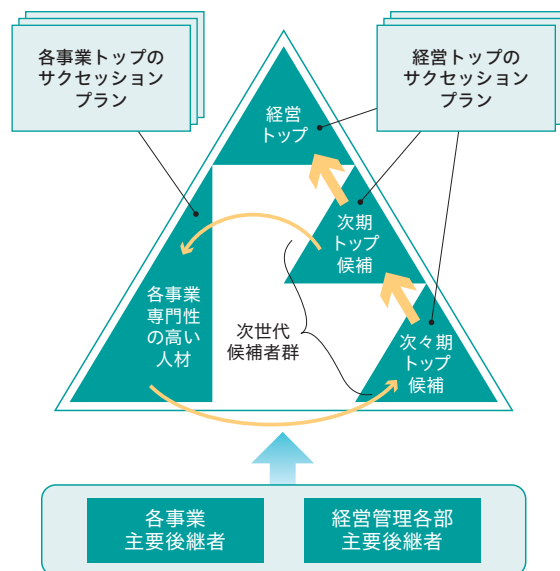 各事業トップの
サクセッション
プラン
経営トップの
サクセッション
プラン
経営
トップ
次期
トップ
候補
各事業
専門性
の高い
人材
次世代
候補者群
次々期
トップ
候補
各事業
主要後継者
経営管理各部
主要後継者